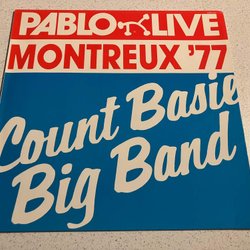 PABLO LIVE
MONTREUX '77
Count Basie
Big Band